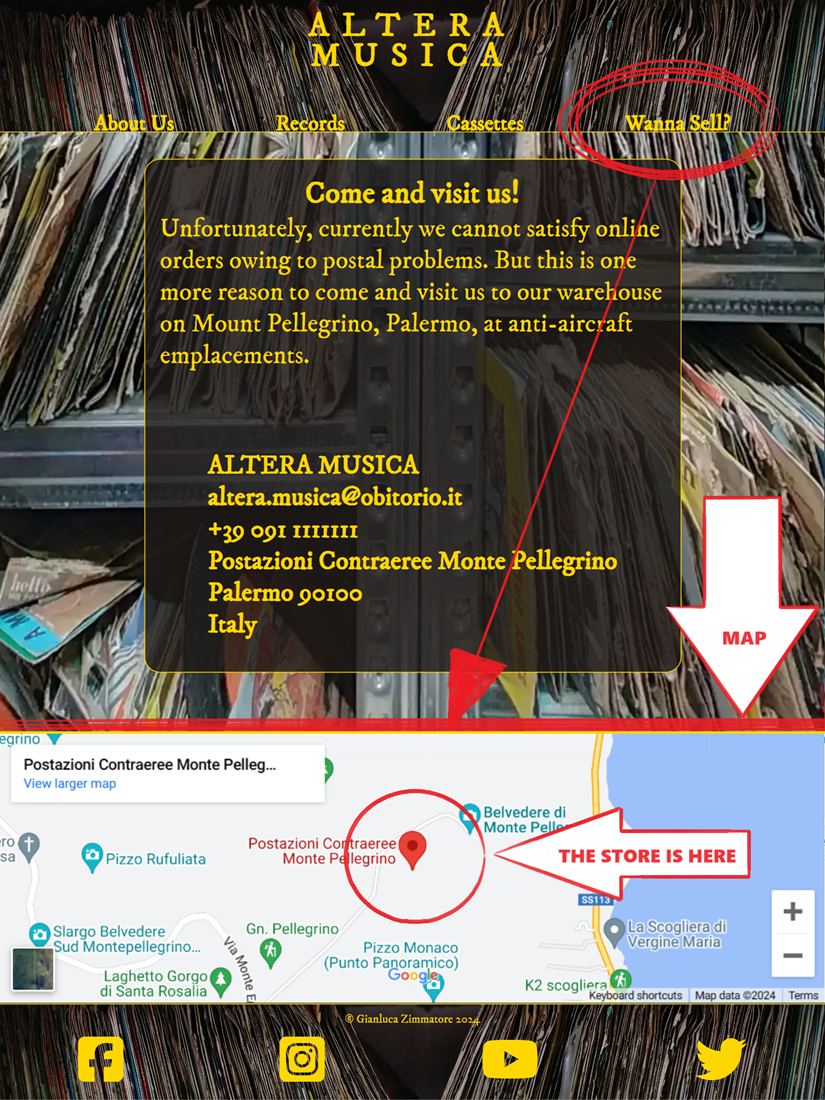 ALTERA
MUSICA
About Us
Records
Cassettes
Wanna Sell?
Come and visit us!
Unfortunately, currently we cannot satisfy online
orders owing to postal problems. But this is one
more reason to come and visit us to our warehouse
on Mount Pellegrino, Palermo, at anti-aircraft
emplacements.
ALTERA MUSICA
altera.musica@obitorio.it
+39 091 1111111
Postazioni Contraeree Monte Pellegrino
Palermo 90100
Italy
hello
MAP
egrino
Postazioni Contraeree Monte Pelleg...
View larger map
Belvedere di
Monte Pelle
Postazioni Contraeree
Monte Pellegrino
THE STORE IS HERE
ero
sa
Pizzo Rufuliata
SS113
Slargo Belvedere
Sud Montepellegrino...
Gn. Pellegrino
La Scogliera di
Vergine Maria
Via Monte E
Pizzo Monaco
(Punto Panoramico)
Google
Laghetto Gorgo
di Santa Rosalia
K2 scogliera
Keyboard shortcuts
Map data ©2024
Terms
© Gianluca Zimmatore 2024